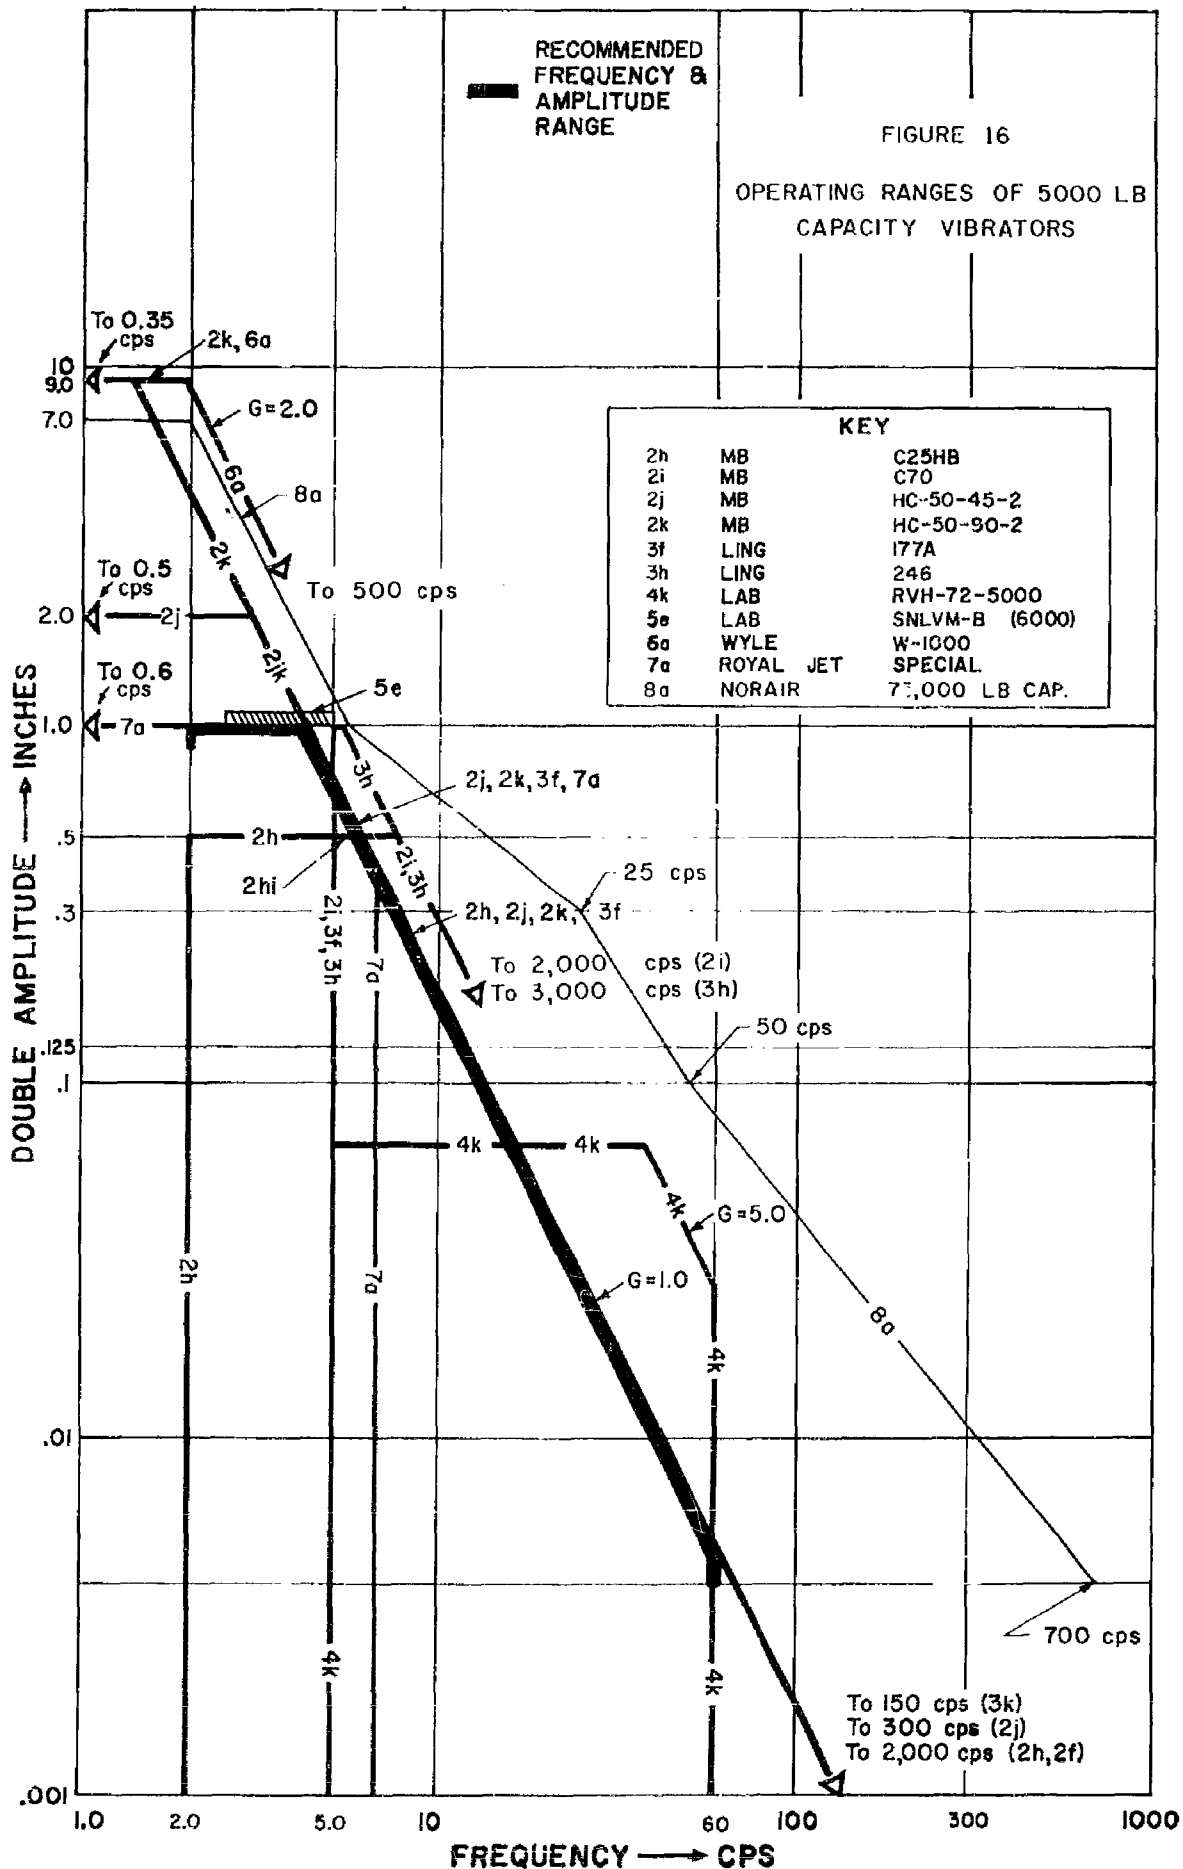 RECOMMENDED
FREQUENCY &
AMPLITUDE
RANGE
FIGURE 16
OPERATING RANGES OF 5000 LB
CAPACITY VIBRATORS
To 0.35
cps
2k, 6a
10
9.0
7.0
G=2.0
6a
8a
2k
To 0.5
cps
2.0
2j
To 500 cps
KEY
2h MB C25HB
2i MB C70
2j MB HC-50-45-2
2k MB HC-50-90-2
3f LING 177A
3h LING 246
4k LAB RVH-72-5000
5e LAB SNLVM-B (6000)
6a WYLE W-1000
7a ROYAL JET SPECIAL
8a NORAIR ,000 LB CAP.
2jk
To 0.6
cps
5e
1.0
7a
3h
2j, 2k, 3f, 7a
.5
2h
2hi
2i, 3h
25 cps
.3
2h, 2j, 2k, 3f
2i, 3f, 3h
7a
To 2,000 cps (2i)
To 3,000 cps (3h)
50 cps
.125
.1
4k
4k
4k
G=5.0
2h
7a
G=1.0
8a
4k
.01
700 cps
4k
4k
To 150 cps (3k)
To 300 cps (2j)
To 2,000 cps (2h, 2f)
.001
1.0 2.0 5.0 10 60 100 300 1000
FREQUENCY → CPS
DOUBLE AMPLITUDE → INCHES